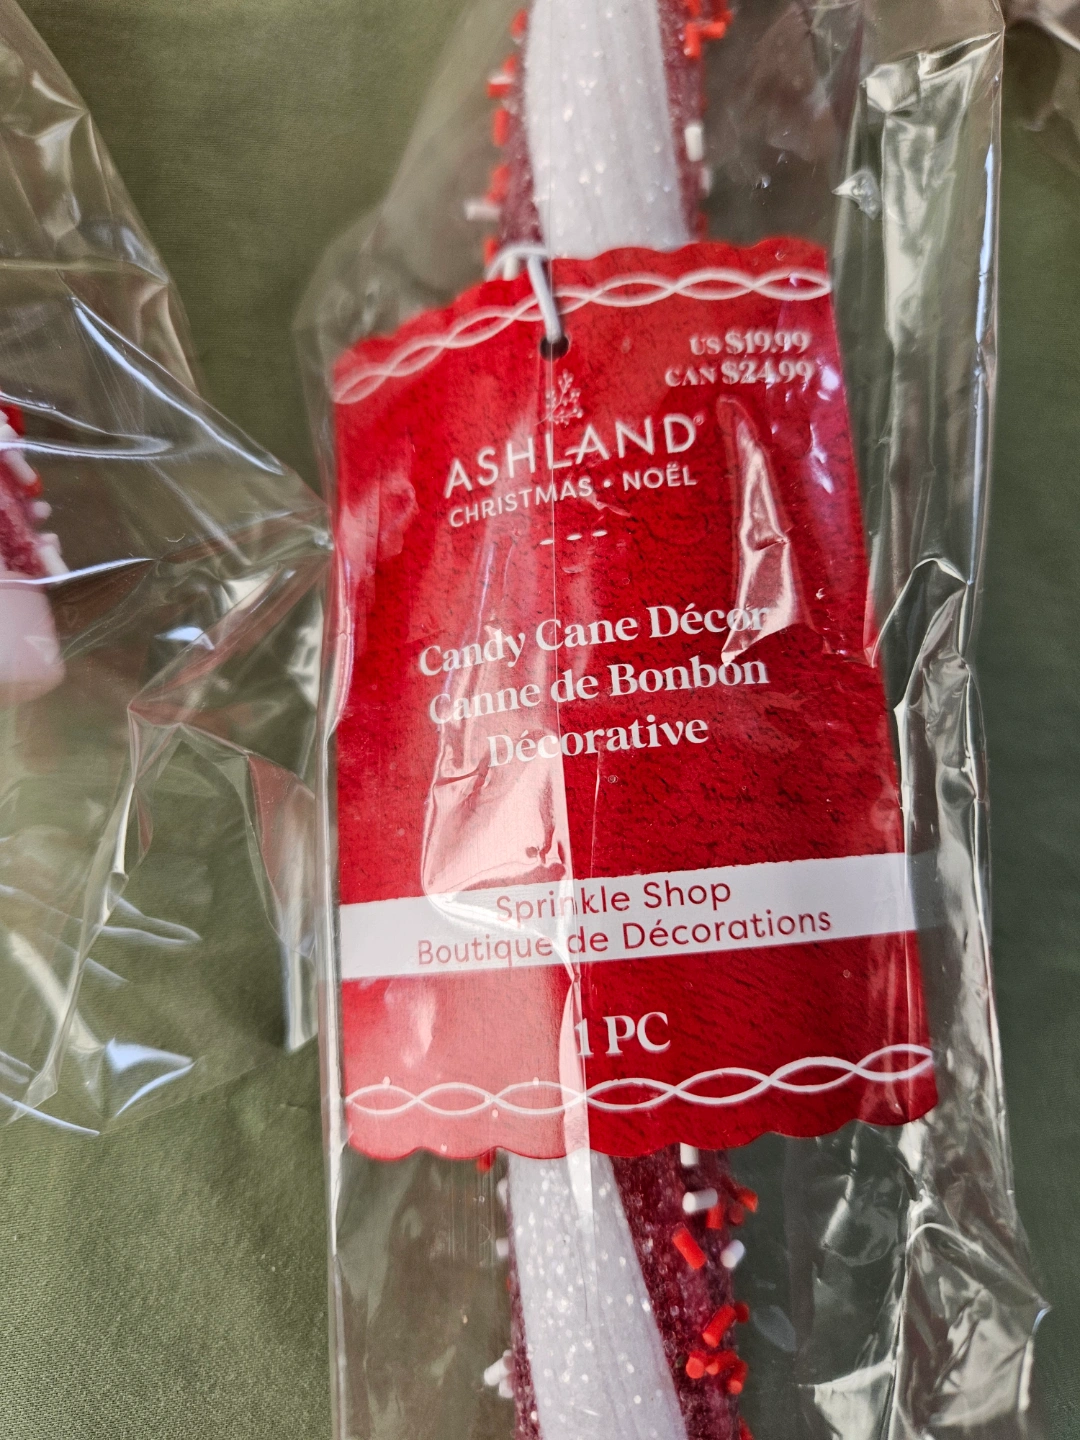 US $19.99
CAN $24.99
ASHLAND®
CHRISTMAS • NOËL
Candy Cane Décor
Canne de Bonbon
Décorative
Sprinkle Shop
Boutique de Décorations
1 PC